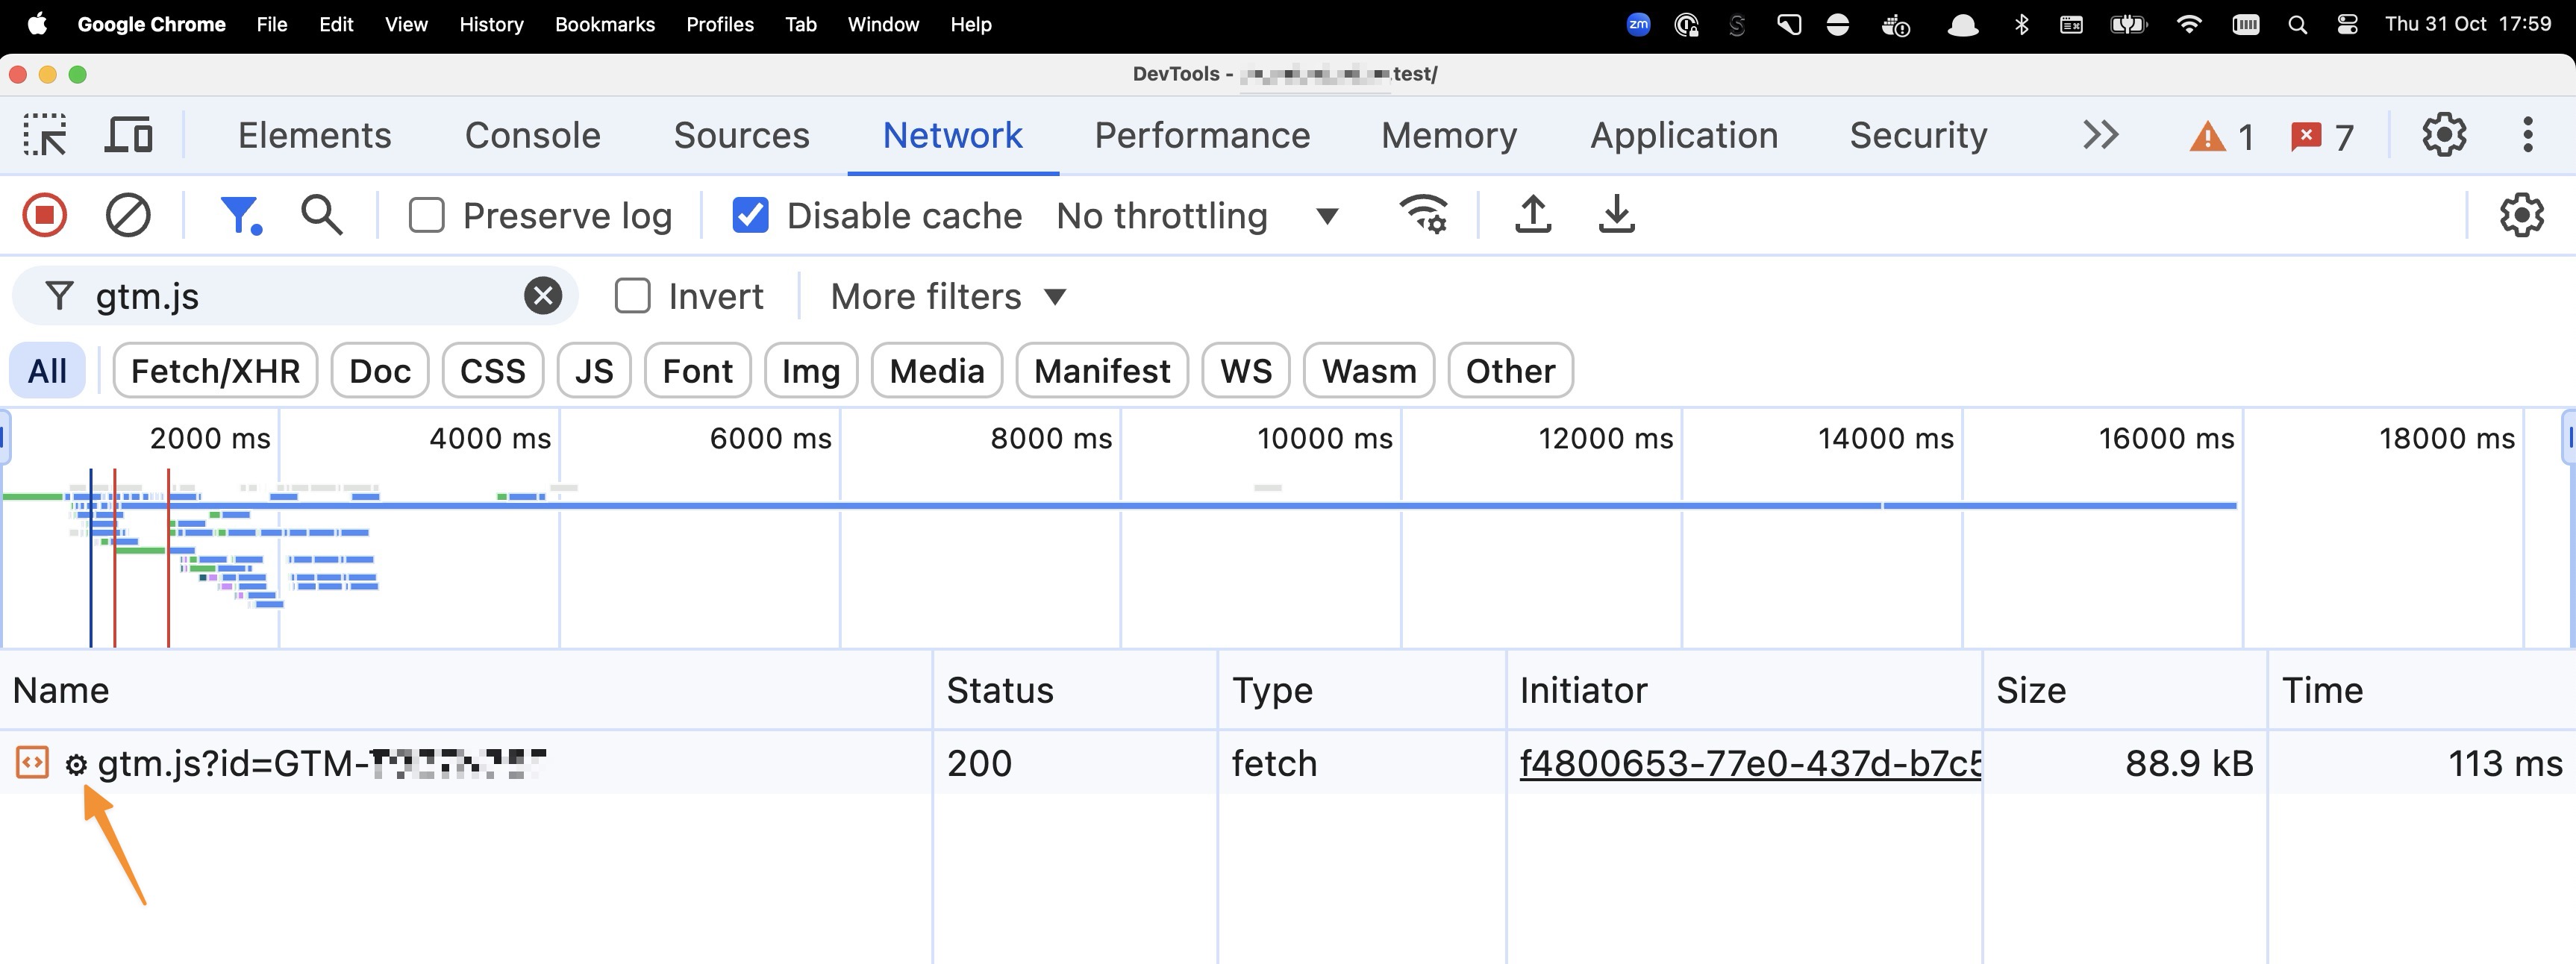 Google Chrome File Edit View History Bookmarks Profiles Tab Window Help zm Thu 31 Oct 17:59
DevTools - test/
Elements Console Sources Network Performance Memory Application Security 1 7
Preserve log Disable cache No throttling
gtm.js Invert More filters
All Fetch/XHR Doc CSS JS Font Img Media Manifest WS Wasm Other
2000 ms 4000 ms 6000 ms 8000 ms 10000 ms 12000 ms 14000 ms 16000 ms 18000 ms
Name Status Type Initiator Size Time
gtm.js?id=GTM- 200 fetch f4800653-77e0-437d-b7c5 88.9 kB 113 ms